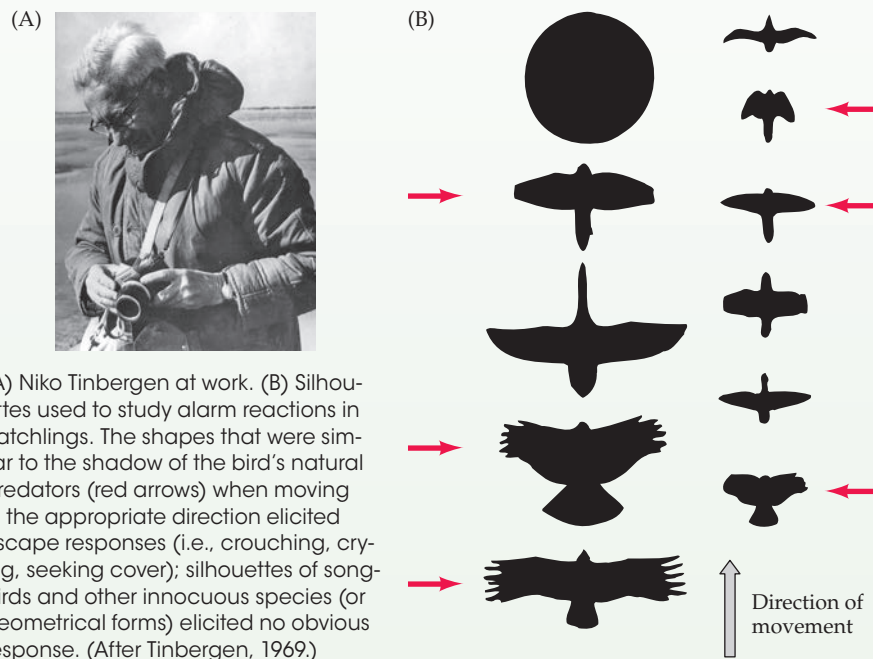 (A)
(B)
A) Niko Tinbergen at work. (B) Silhou-
ttes used to study alarm reactions in
atchlings. The shapes that were sim-
ar to the shadow of the bird's natural
redators (red arrows) when moving
the appropriate direction elicited
scape responses (i.e., crouching, cry-
g, seeking cover); silhouettes of song-
irds and other innocuous species (or
eometrical forms) elicited no obvious
esponse. (After Tinbergen, 1969.)
Direction of
movement